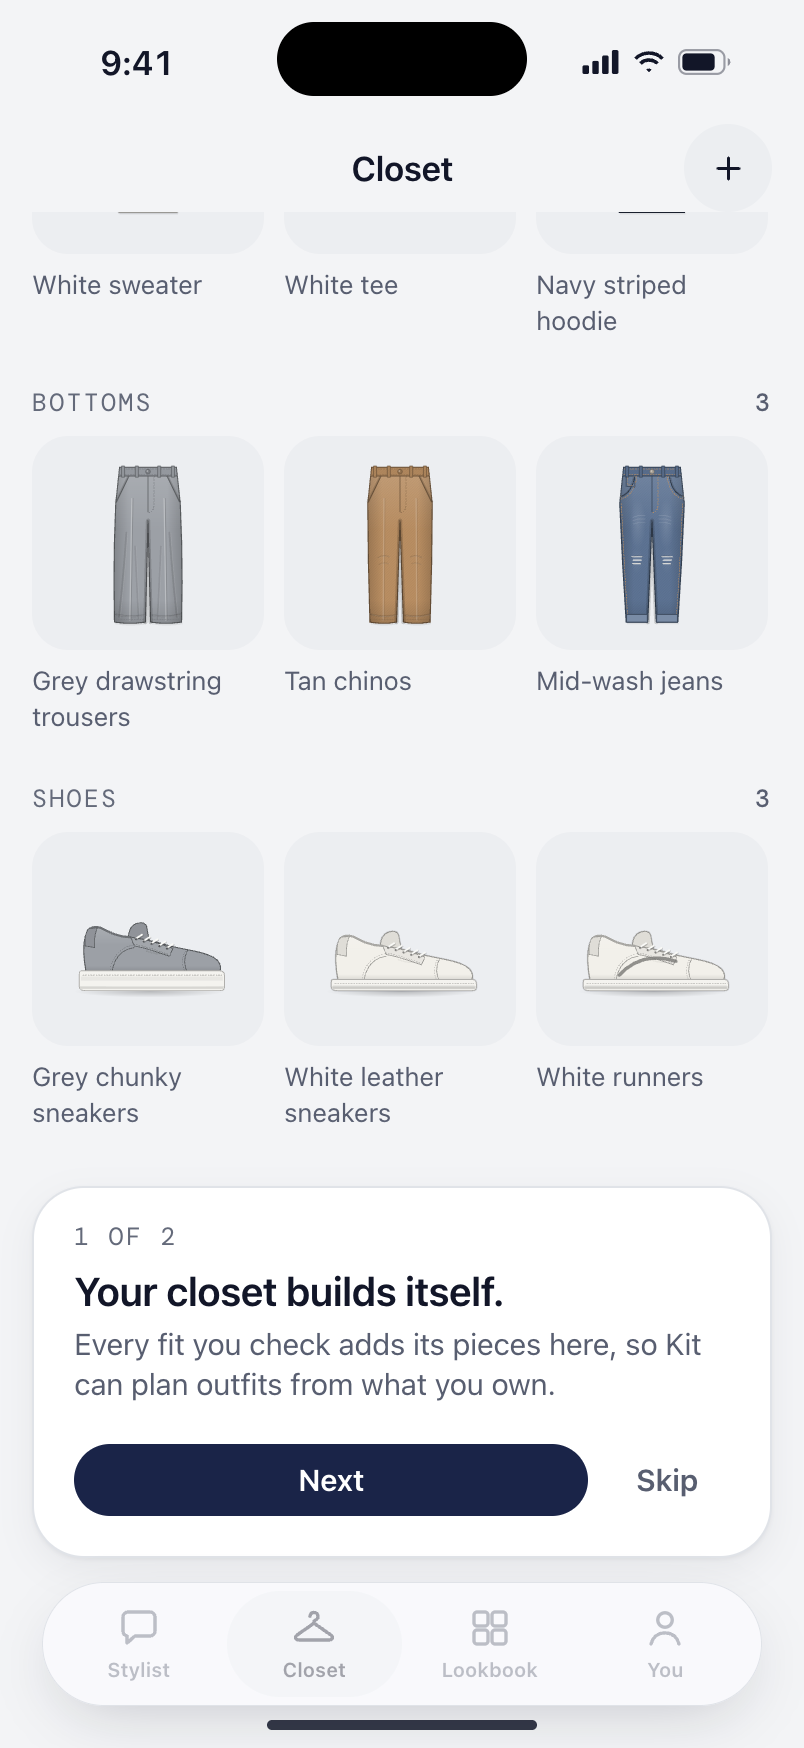 9:41
Closet
White sweater
White tee
Navy striped
hoodie
BOTTOMS
3
Grey drawstring
trousers
Tan chinos
Mid-wash jeans
SHOES
3
Grey chunky
sneakers
White leather
sneakers
White runners
1 OF 2
Your closet builds itself.
Every fit you check adds its pieces here, so Kit
can plan outfits from what you own.
Next
Skip
Stylist
Closet
Lookbook
You